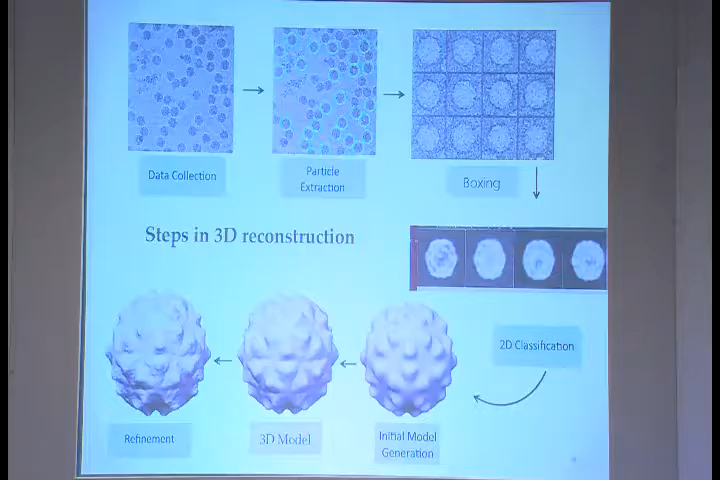 Data Collection
Particle
Extraction
Boxing
Steps in 3D reconstruction
2D Classification
Refinement
3D Model
Initial Model
Generation